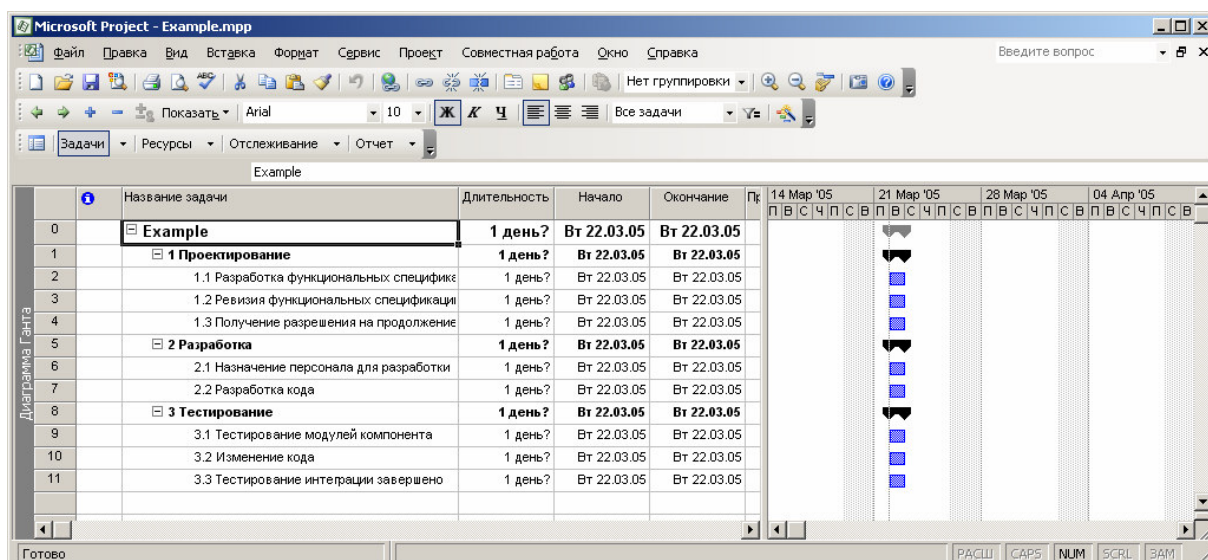 Microsoft Project - Example.mpp
Файл Правка Вид Вставка Формат Сервис Проект Совместная работа Окно Справка Введите вопрос
ABC Нет группировки
Показать Arial 10 Ж К Ч Все задачи
Задачи Ресурсы Отслеживание Отчет
Example
Название задачи Длительность Начало Окончание Пр 14 Мар '05 21 Мар '05 28 Мар '05 04 Апр '05
П В С Ч П С В П В С Ч П С В П В С Ч П С В П В С Ч П С В
0 Example 1 день? Вт 22.03.05 Вт 22.03.05
1 1 Проектирование 1 день? Вт 22.03.05 Вт 22.03.05
2 1.1 Разработка функциональных специфика 1 день? Вт 22.03.05 Вт 22.03.05
3 1.2 Ревизия функциональных спецификаци 1 день? Вт 22.03.05 Вт 22.03.05
4 1.3 Получение разрешения на продолжение 1 день? Вт 22.03.05 Вт 22.03.05
5 2 Разработка 1 день? Вт 22.03.05 Вт 22.03.05
6 2.1 Назначение персонала для разработки 1 день? Вт 22.03.05 Вт 22.03.05
7 2.2 Разработка кода 1 день? Вт 22.03.05 Вт 22.03.05
8 3 Тестирование 1 день? Вт 22.03.05 Вт 22.03.05
9 3.1 Тестирование модулей компонента 1 день? Вт 22.03.05 Вт 22.03.05
10 3.2 Изменение кода 1 день? Вт 22.03.05 Вт 22.03.05
11 3.3 Тестирование интеграции завершено 1 день? Вт 22.03.05 Вт 22.03.05
Диаграмма Ганта
Готово РАСШ CAPS NUM SCRL ЗАМ